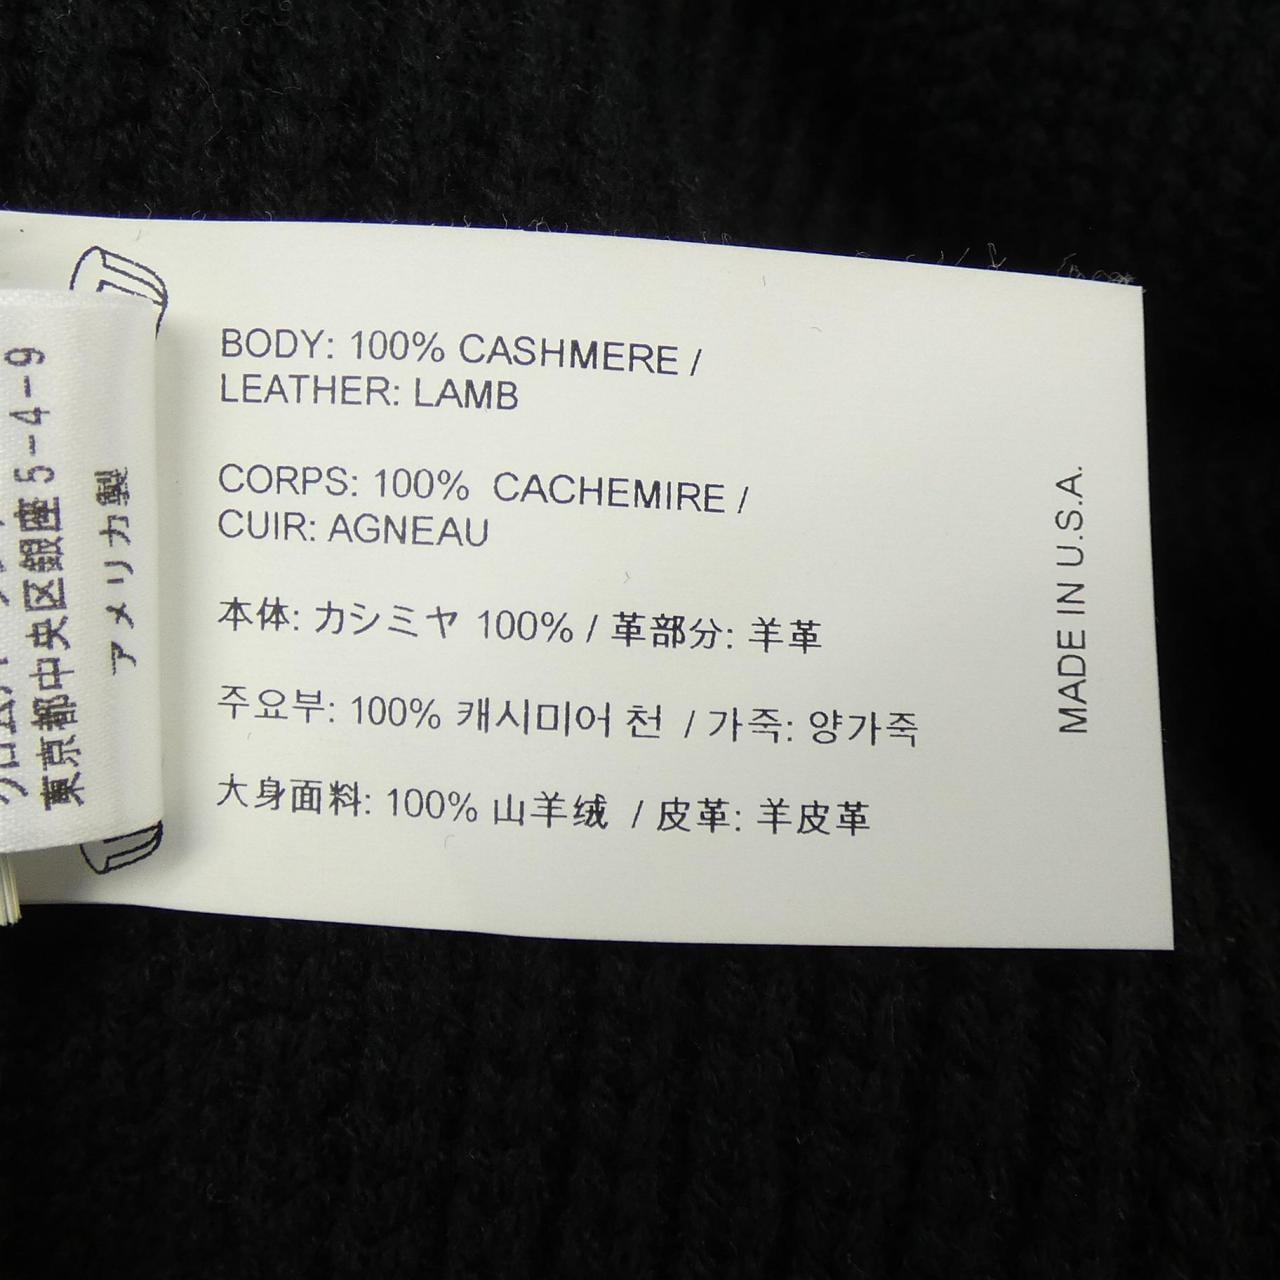 BODY: 100% CASHMERE /
LEATHER: LAMB
CORPS: 100% CACHEMIRE /
CUIR: AGNEAU
本体: カシミヤ 100% / 革部分: 羊革
주요부: 100% 캐시미어 천 / 가죽: 양가죽
大身面料: 100% 山羊绒 / 皮革: 羊皮革
MADE IN U.S.A.
東京都中央区銀座5-4-9
アメリカ製